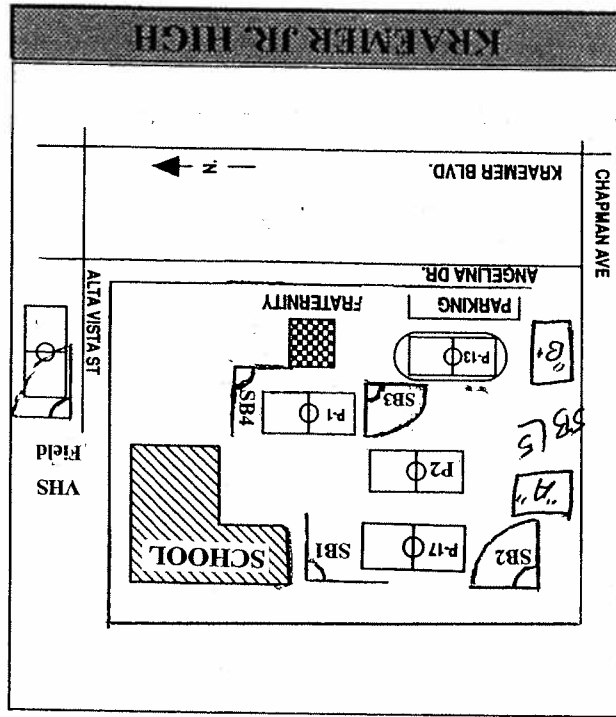 SB2
P-17
SB1
SCHOOL
"A"
P2
VHS
Field
SB3
P-1
SB4
"B"
P-13
PARKING
FRATERNITY
ANGELINA DR.
ALTA VISTA ST
CHAPMAN AVE
KRAEMER BLVD.
N
KRAEMER JR. HIGH